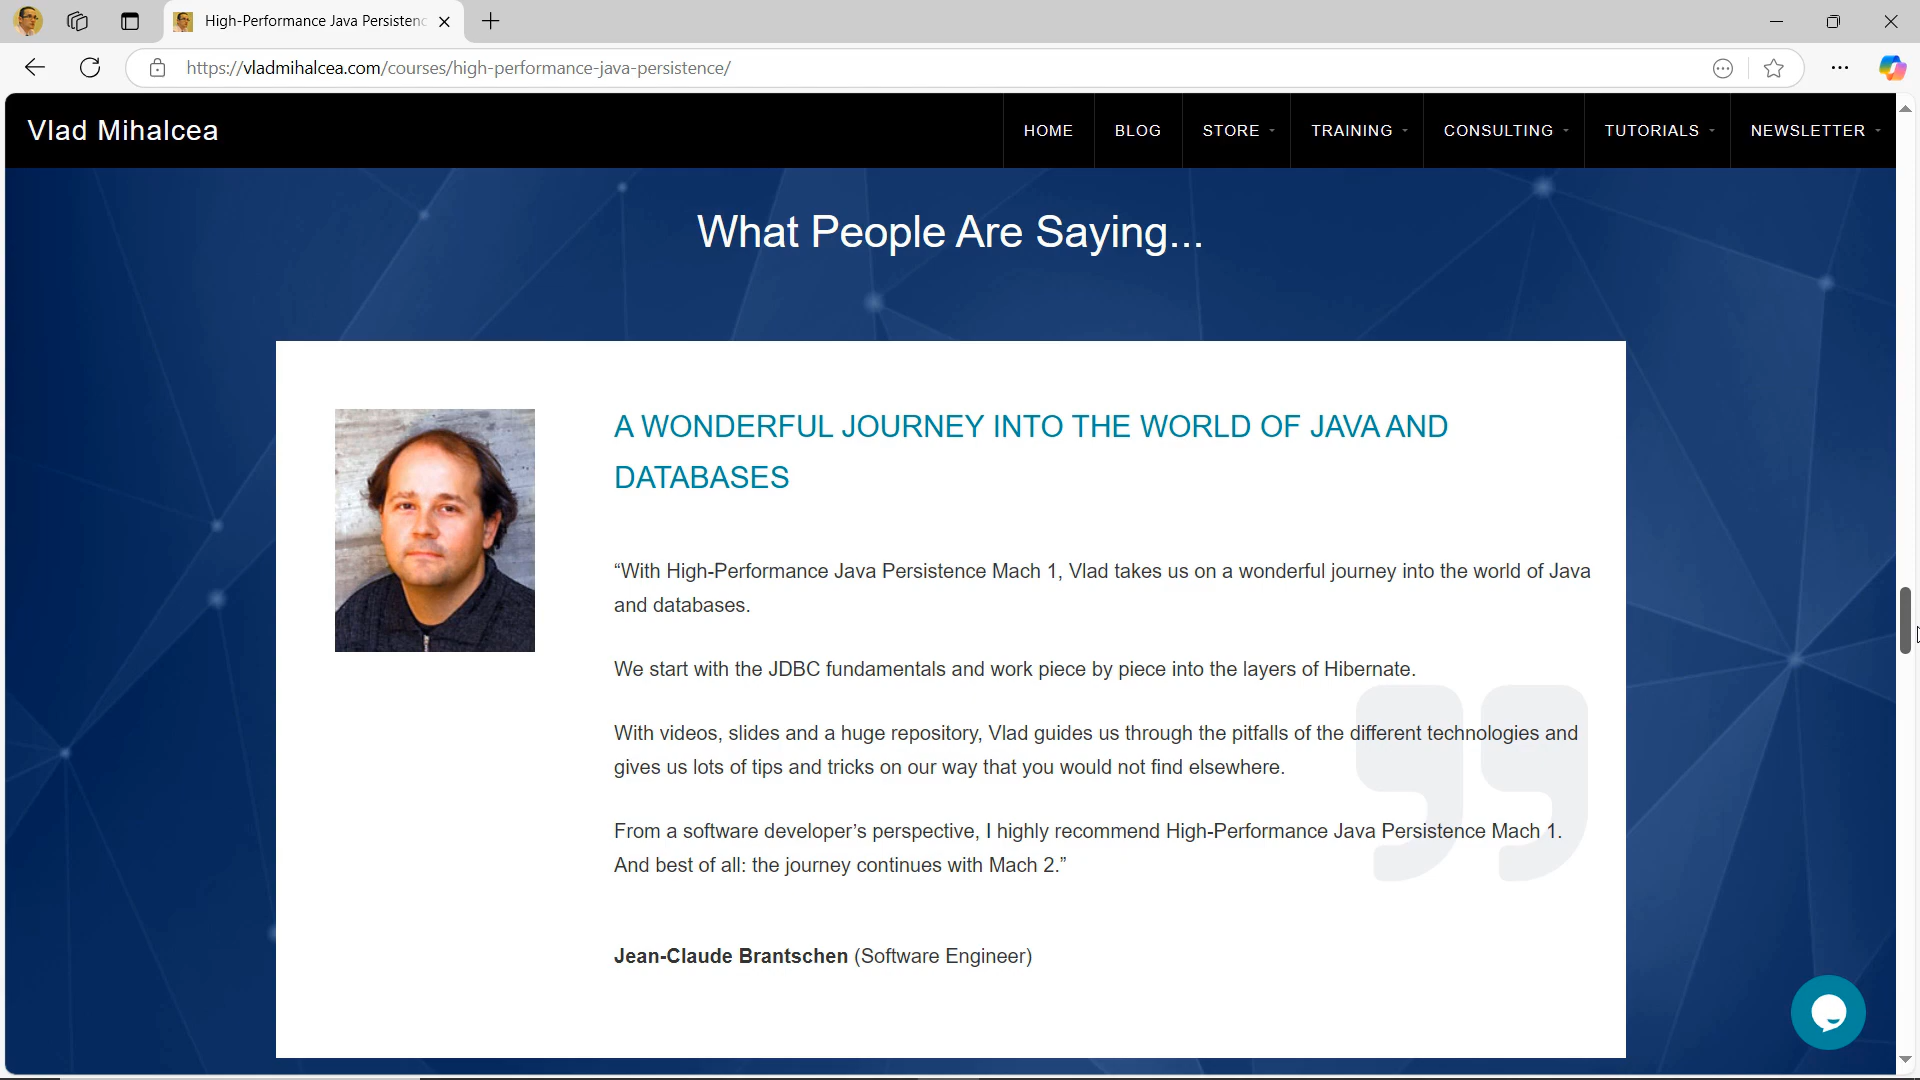 High-Performance Java Persistenc
https://vladmihalcea.com/courses/high-performance-java-persistence/
Vlad Mihalcea
HOME
BLOG
STORE
TRAINING
CONSULTING
TUTORIALS
NEWSLETTER
What People Are Saying...
A WONDERFUL JOURNEY INTO THE WORLD OF JAVA AND
DATABASES
“With High-Performance Java Persistence Mach 1, Vlad takes us on a wonderful journey into the world of Java
and databases.
We start with the JDBC fundamentals and work piece by piece into the layers of Hibernate.
With videos, slides and a huge repository, Vlad guides us through the pitfalls of the different technologies and
gives us lots of tips and tricks on our way that you would not find elsewhere.
From a software developer’s perspective, I highly recommend High-Performance Java Persistence Mach 1.
And best of all: the journey continues with Mach 2.”
Jean-Claude Brantschen (Software Engineer)